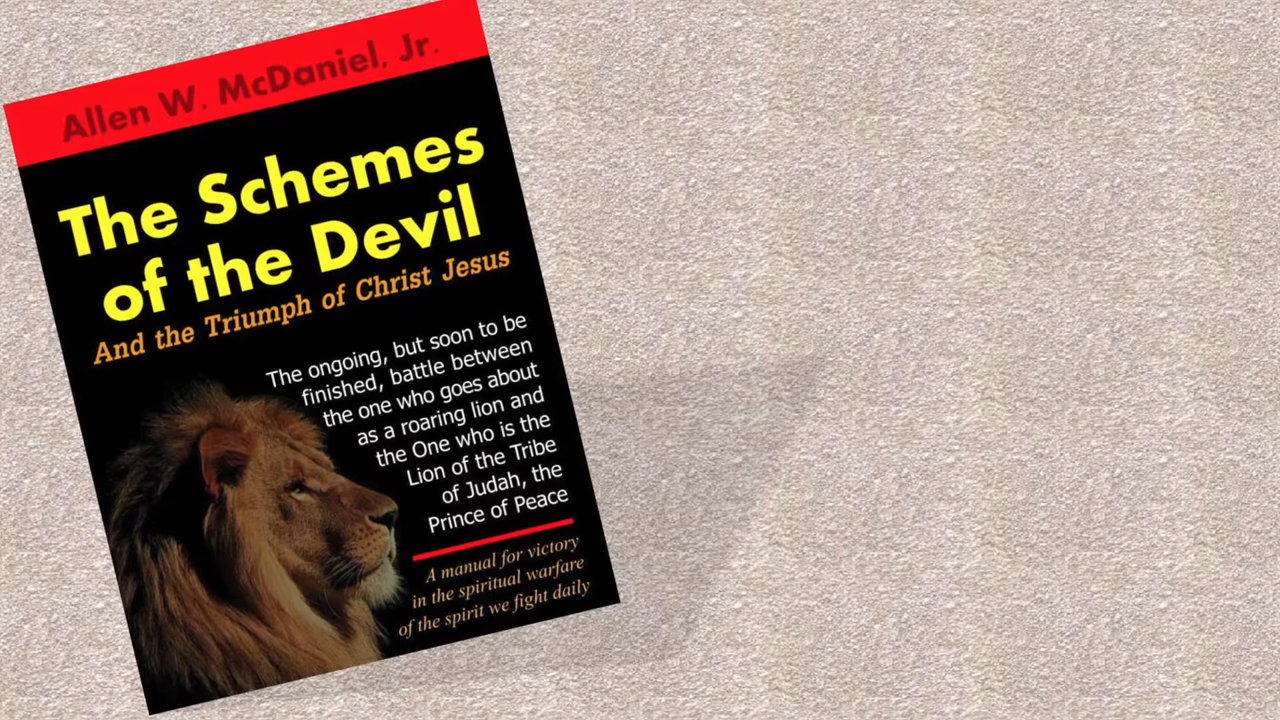 Allen W. McDaniel, Jr.
The Schemes
of the Devil
And the Triumph of Christ Jesus
The ongoing, but soon to be
finished, battle between
the one who goes about
as a roaring lion and
the One who is the
Lion of the Tribe
of Judah, the
Prince of Peace
A manual for victory
in the spiritual warfare
of the spirit we fight daily